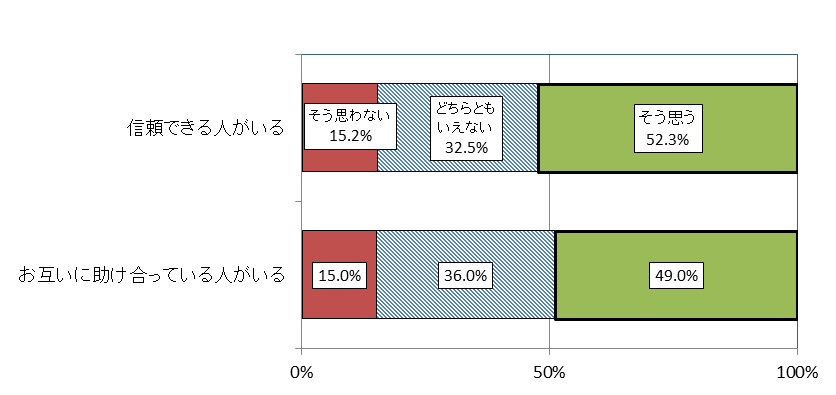 信頼できる人がいる
そう思わない
15.2%
どちらとも
いえない
32.5%
そう思う
52.3%
お互いに助け合っている人がいる
15.0%
36.0%
49.0%
0%
50%
100%